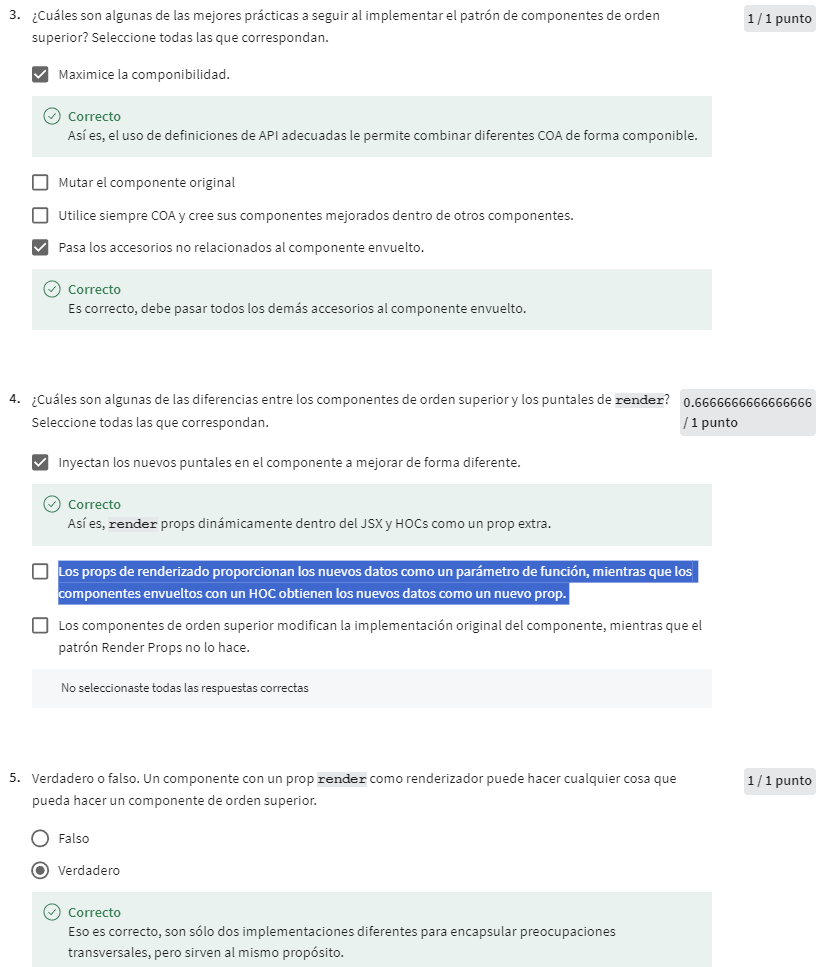 3. ¿Cuáles son algunas de las mejores prácticas a seguir al implementar el patrón de componentes de orden
superior? Seleccione todas las que correspondan.
1 / 1 punto
Maximice la componibilidad.
Correcto
Así es, el uso de definiciones de API adecuadas le permite combinar diferentes COA de forma componible.
Mutar el componente original
Utilice siempre COA y cree sus componentes mejorados dentro de otros componentes.
Pasa los accesorios no relacionados al componente envuelto.
Correcto
Es correcto, debe pasar todos los demás accesorios al componente envuelto.
4. ¿Cuáles son algunas de las diferencias entre los componentes de orden superior y los puntales de render?
Seleccione todas las que correspondan.
0.6666666666666666
/ 1 punto
Inyectan los nuevos puntales en el componente a mejorar de forma diferente.
Correcto
Así es, render props dinámicamente dentro del JSX y HOCs como un prop extra.
Los props de renderizado proporcionan los nuevos datos como un parámetro de función, mientras que los
componentes envueltos con un HOC obtienen los nuevos datos como un nuevo prop.
Los componentes de orden superior modifican la implementación original del componente, mientras que el
patrón Render Props no lo hace.
No seleccionaste todas las respuestas correctas
5. Verdadero o falso. Un componente con un prop render como renderizador puede hacer cualquier cosa que
pueda hacer un componente de orden superior.
1 / 1 punto
Falso
Verdadero
Correcto
Eso es correcto, son sólo dos implementaciones diferentes para encapsular preocupaciones
transversales, pero sirven al mismo propósito.